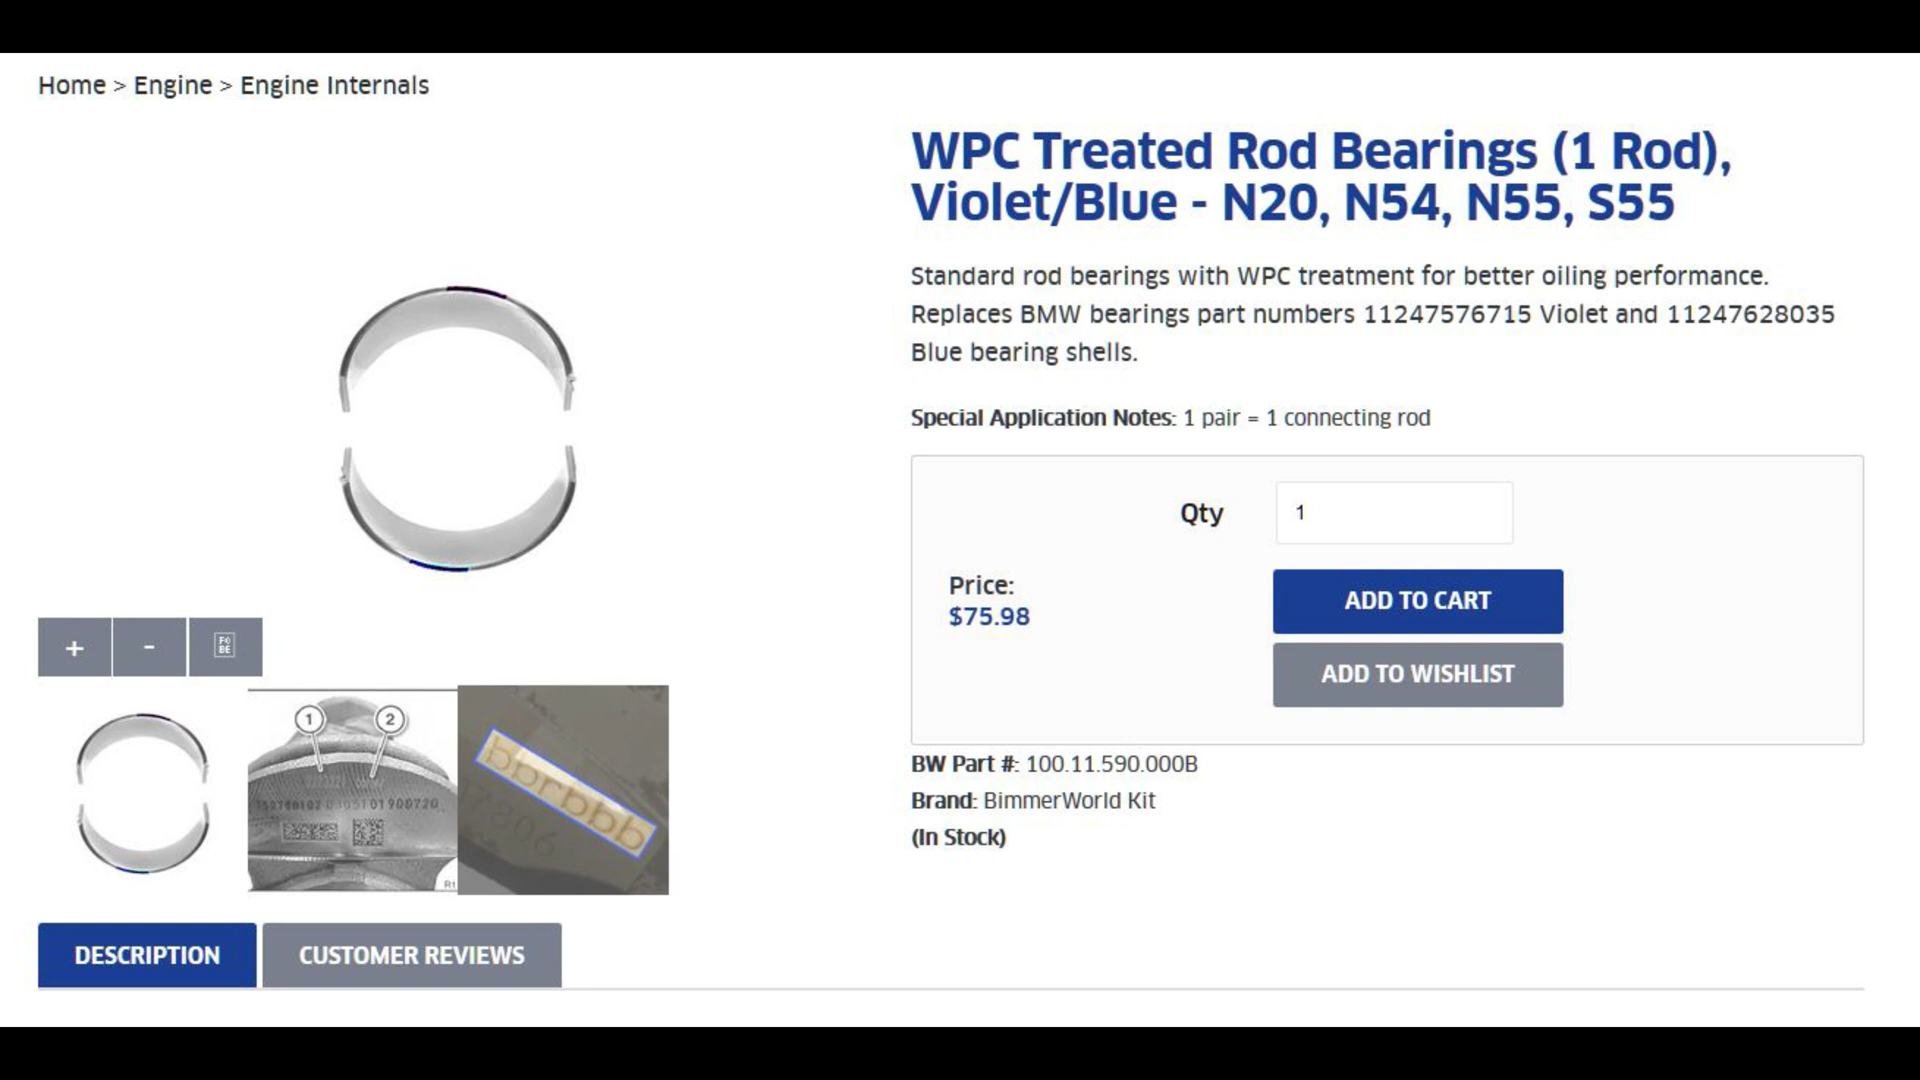 Home > Engine > Engine Internals
WPC Treated Rod Bearings (1 Rod),
Violet/Blue - N20, N54, N55, S55
Standard rod bearings with WPC treatment for better oiling performance.
Replaces BMW bearings part numbers 11247576715 Violet and 11247628035
Blue bearing shells.
Special Application Notes: 1 pair = 1 connecting rod
Qty 1
Price:
$75.98
ADD TO CART
ADD TO WISHLIST
+ -
1 2
bbrbbb
BW Part #: 100.11.590.000B
Brand: BimmerWorld Kit
(In Stock)
DESCRIPTION CUSTOMER REVIEWS